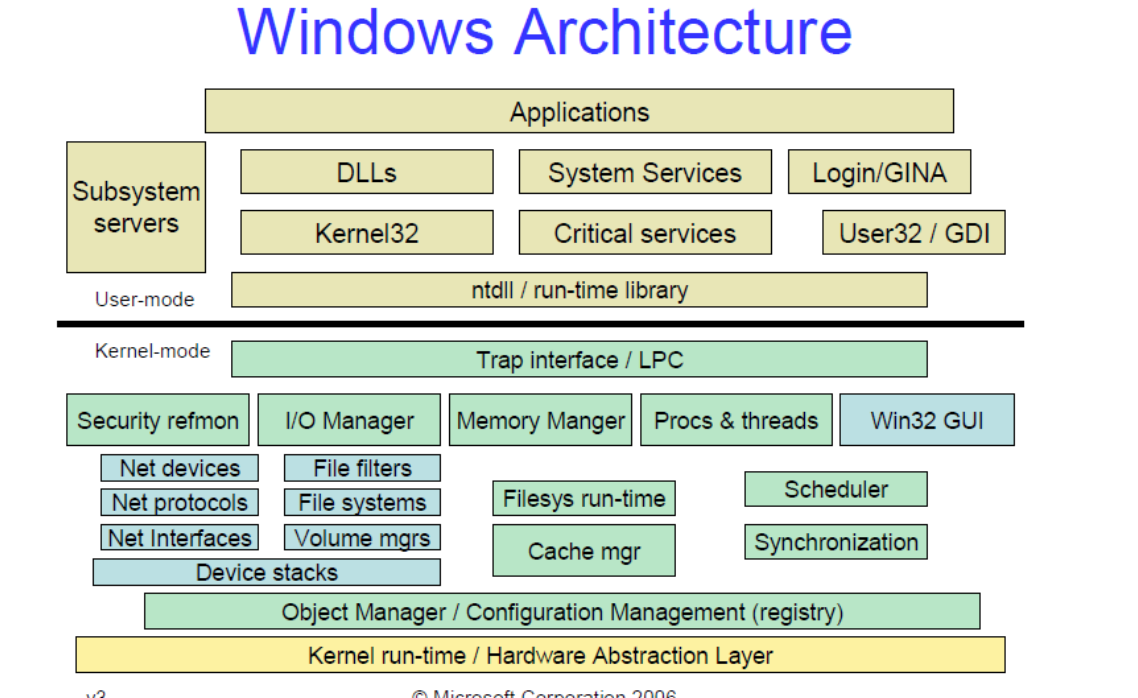 Windows Architecture
Applications
Subsystem
servers
DLLs
System Services
Login/GINA
Kernel32
Critical services
User32 / GDI
ntdll / run-time library
User-mode
Kernel-mode
Trap interface / LPC
Security refmon
I/O Manager
Memory Manger
Procs & threads
Win32 GUI
Net devices
File filters
Net protocols
File systems
Net Interfaces
Volume mgrs
Device stacks
Filesys run-time
Cache mgr
Scheduler
Synchronization
Object Manager / Configuration Management (registry)
Kernel run-time / Hardware Abstraction Layer
v3
© Microsoft Corporation 2006